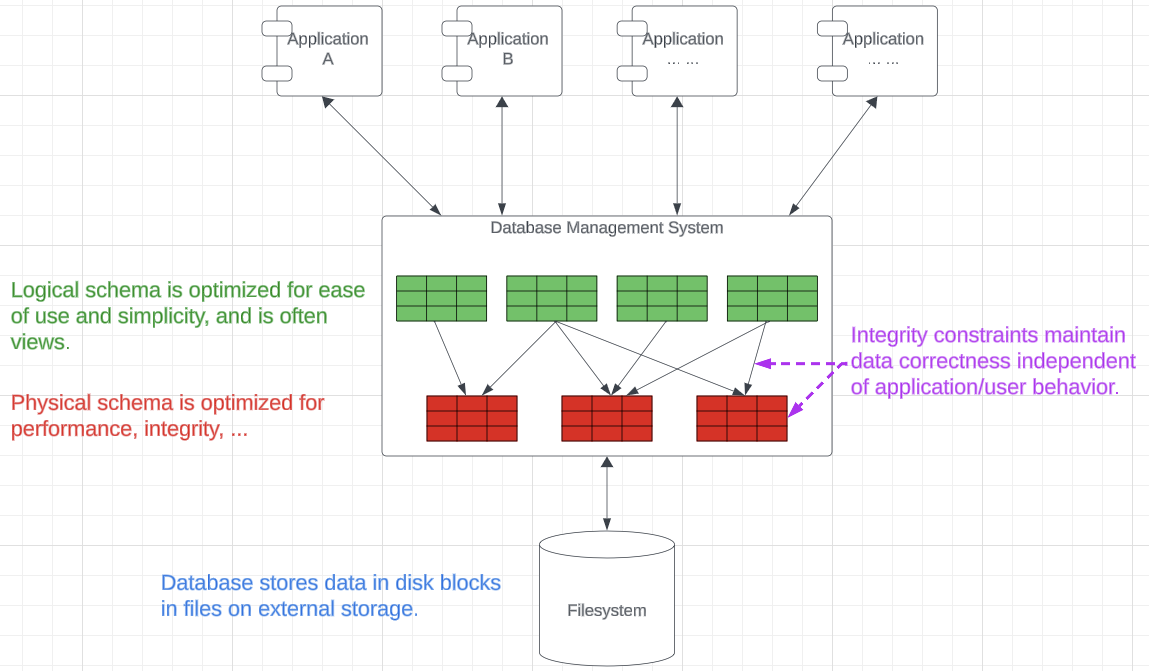 Application
A
Application
B
Application
... ...
Application
... ...
Database Management System
Logical schema is optimized for ease
of use and simplicity, and is often
views.
Integrity constraints maintain
data correctness independent
of application/user behavior.
Physical schema is optimized for
performance, integrity, ...
Database stores data in disk blocks
in files on external storage.
Filesystem